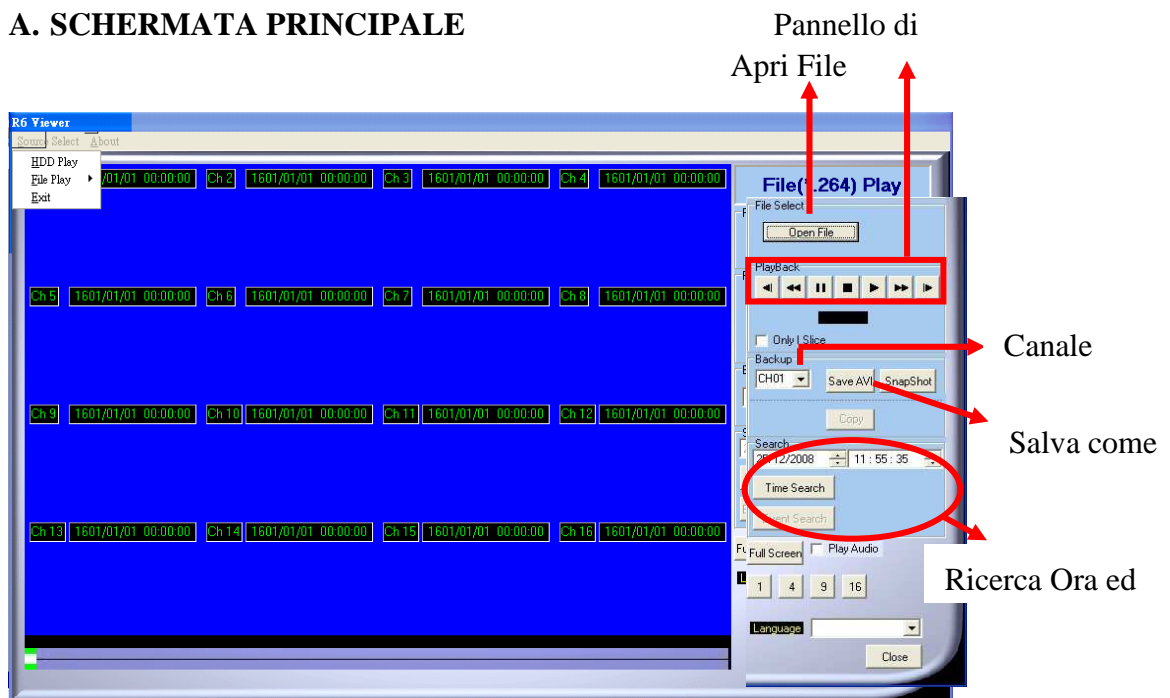 A. SCHERMATA PRINCIPALE
Pannello di
Apri File
R6 Viewer
Source Select About
HDD Play
File Play
Exit
/01/01 00:00:00 Ch 2 1601/01/01 00:00:00 Ch 3 1601/01/01 00:00:00 Ch 4 1601/01/01 00:00:00
Ch 5 1601/01/01 00:00:00 Ch 6 1601/01/01 00:00:00 Ch 7 1601/01/01 00:00:00 Ch 8 1601/01/01 00:00:00
Ch 9 1601/01/01 00:00:00 Ch 10 1601/01/01 00:00:00 Ch 11 1601/01/01 00:00:00 Ch 12 1601/01/01 00:00:00
Ch 13 1601/01/01 00:00:00 Ch 14 1601/01/01 00:00:00 Ch 15 1601/01/01 00:00:00 Ch 16 1601/01/01 00:00:00
File(*.264) Play
File Select
Open File
PlayBack
Only I Slice
Backup
CH01 Save AVI SnapShot
Copy
Search
25/12/2008 11 : 55 : 35
Time Search
Event Search
Full Screen Play Audio
1 4 9 16
Language
Close
Canale
Salva come
Ricerca Ora ed